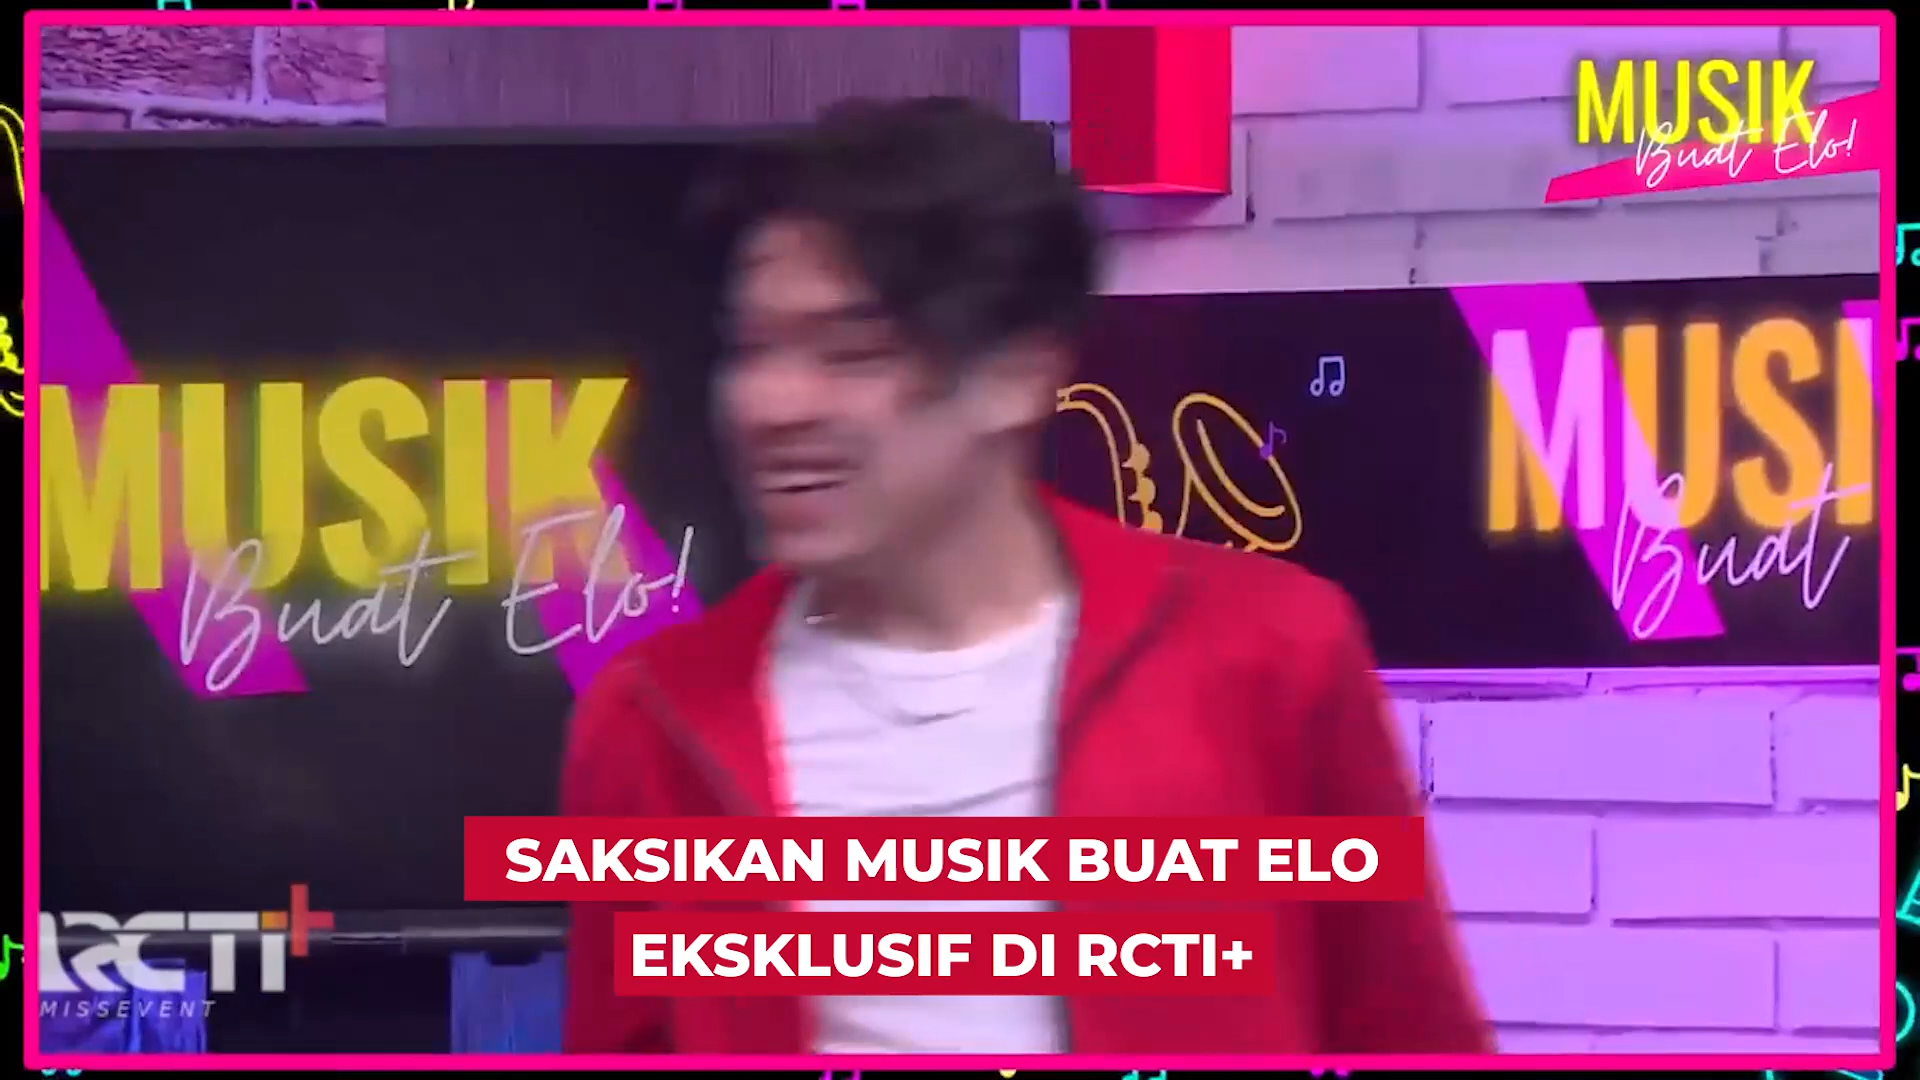 MUSIK
Buat Elo!
MUSIK
Buat Elo!
MUSI
Buat
SAKSIKAN MUSIK BUAT ELO
EKSKLUSIF DI RCTI+
RCTI+
MISSEVENT